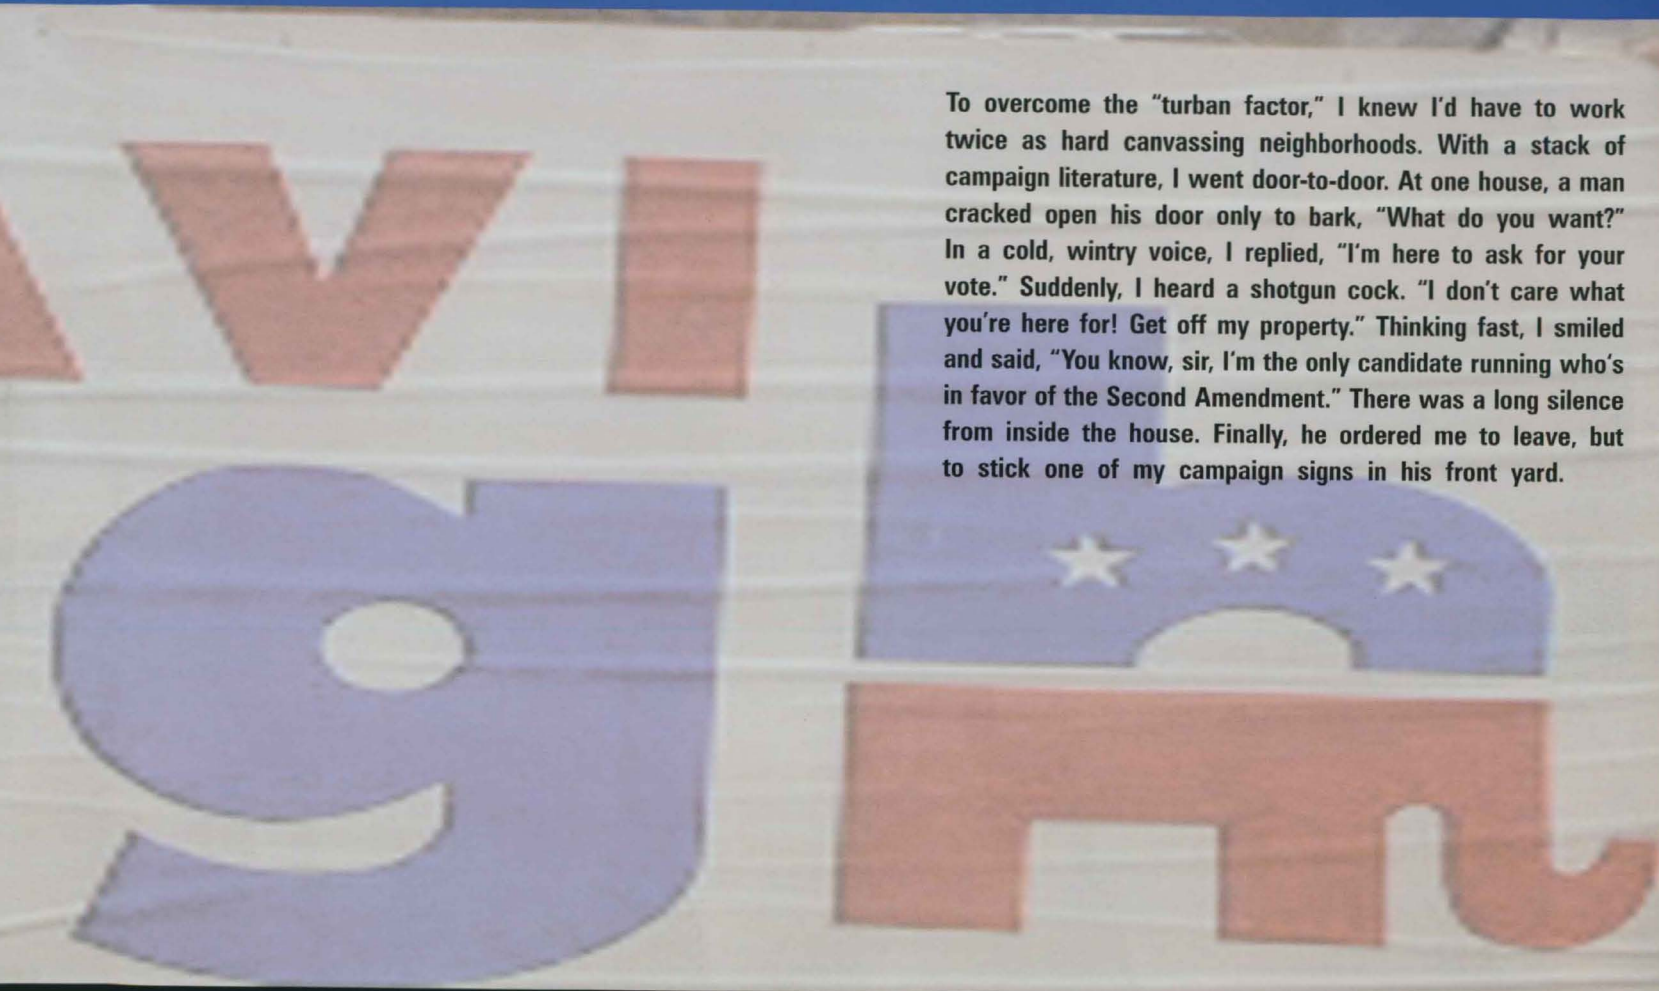 AVI
g
To overcome the "turban factor," I knew I'd have to work
twice as hard canvassing neighborhoods. With a stack of
campaign literature, I went door-to-door. At one house, a man
cracked open his door only to bark, "What do you want?"
In a cold, wintry voice, I replied, "I'm here to ask for your
vote." Suddenly, I heard a shotgun cock. "I don't care what
you're here for! Get off my property." Thinking fast, I smiled
and said, "You know, sir, I'm the only candidate running who's
in favor of the Second Amendment." There was a long silence
from inside the house. Finally, he ordered me to leave, but
to stick one of my campaign signs in his front yard.